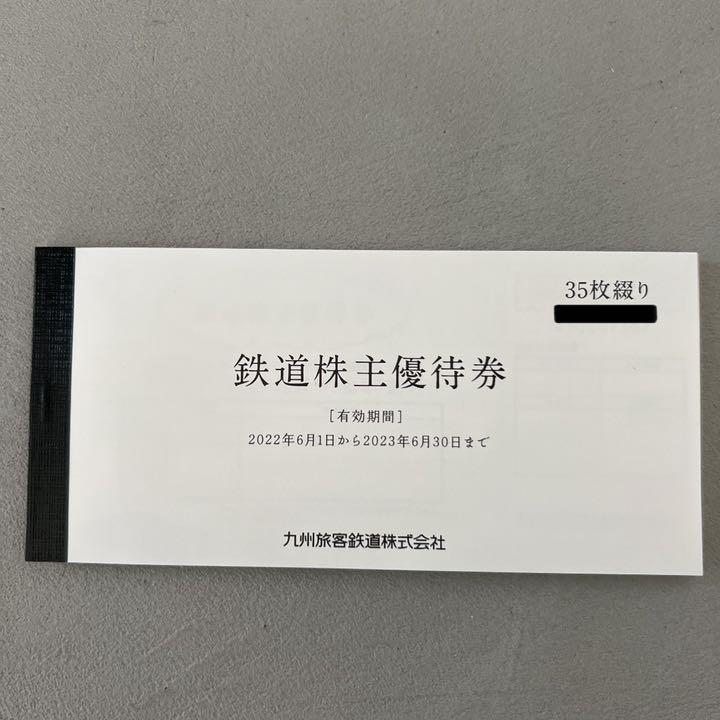 35枚綴り
鉄道株主優待券
［有効期間］
2022年6月1日から2023年6月30日まで
九州旅客鉄道株式会社